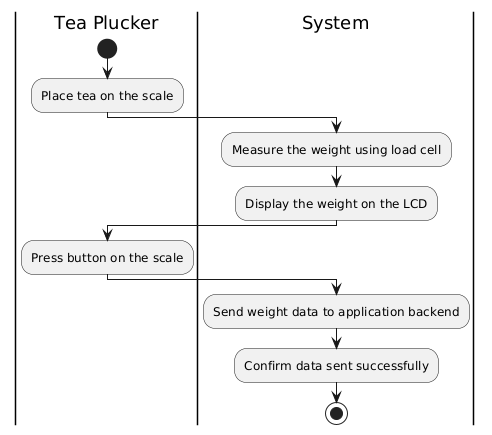 Tea Plucker
System
Place tea on the scale
Measure the weight using load cell
Display the weight on the LCD
Press button on the scale
Send weight data to application backend
Confirm data sent successfully